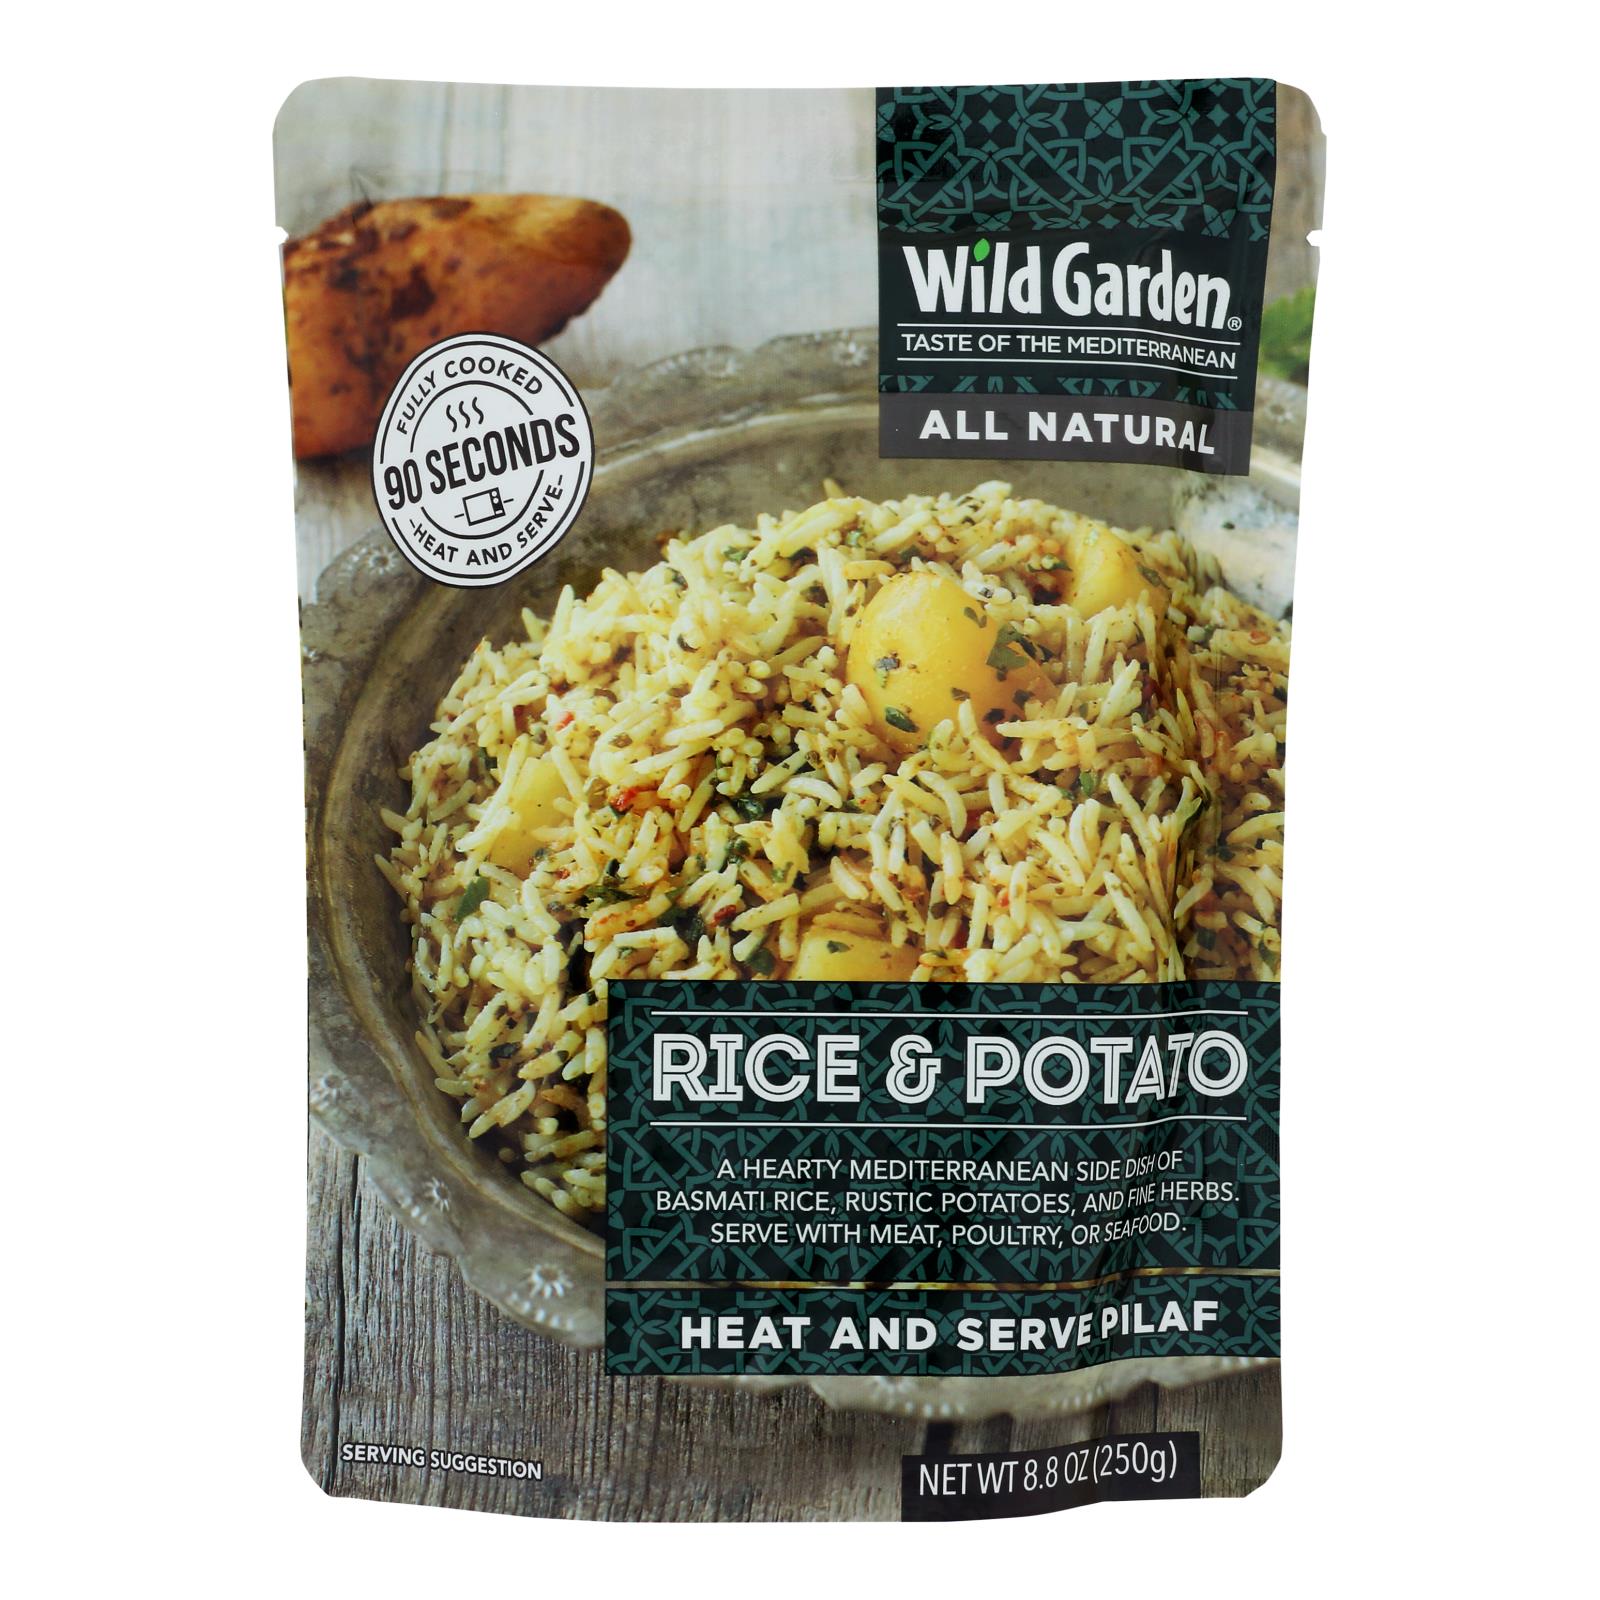 Wild Garden®
TASTE OF THE MEDITERRANEAN
ALL NATURAL
FULLY COOKED
90 SECONDS
-HEAT AND SERVE-
RICE & POTATO
A HEARTY MEDITERRANEAN SIDE DISH OF
BASMATI RICE, RUSTIC POTATOES, AND FINE HERBS.
SERVE WITH MEAT, POULTRY, OR SEAFOOD.
HEAT AND SERVE PILAF
SERVING SUGGESTION
NET WT 8.8 OZ (250g)